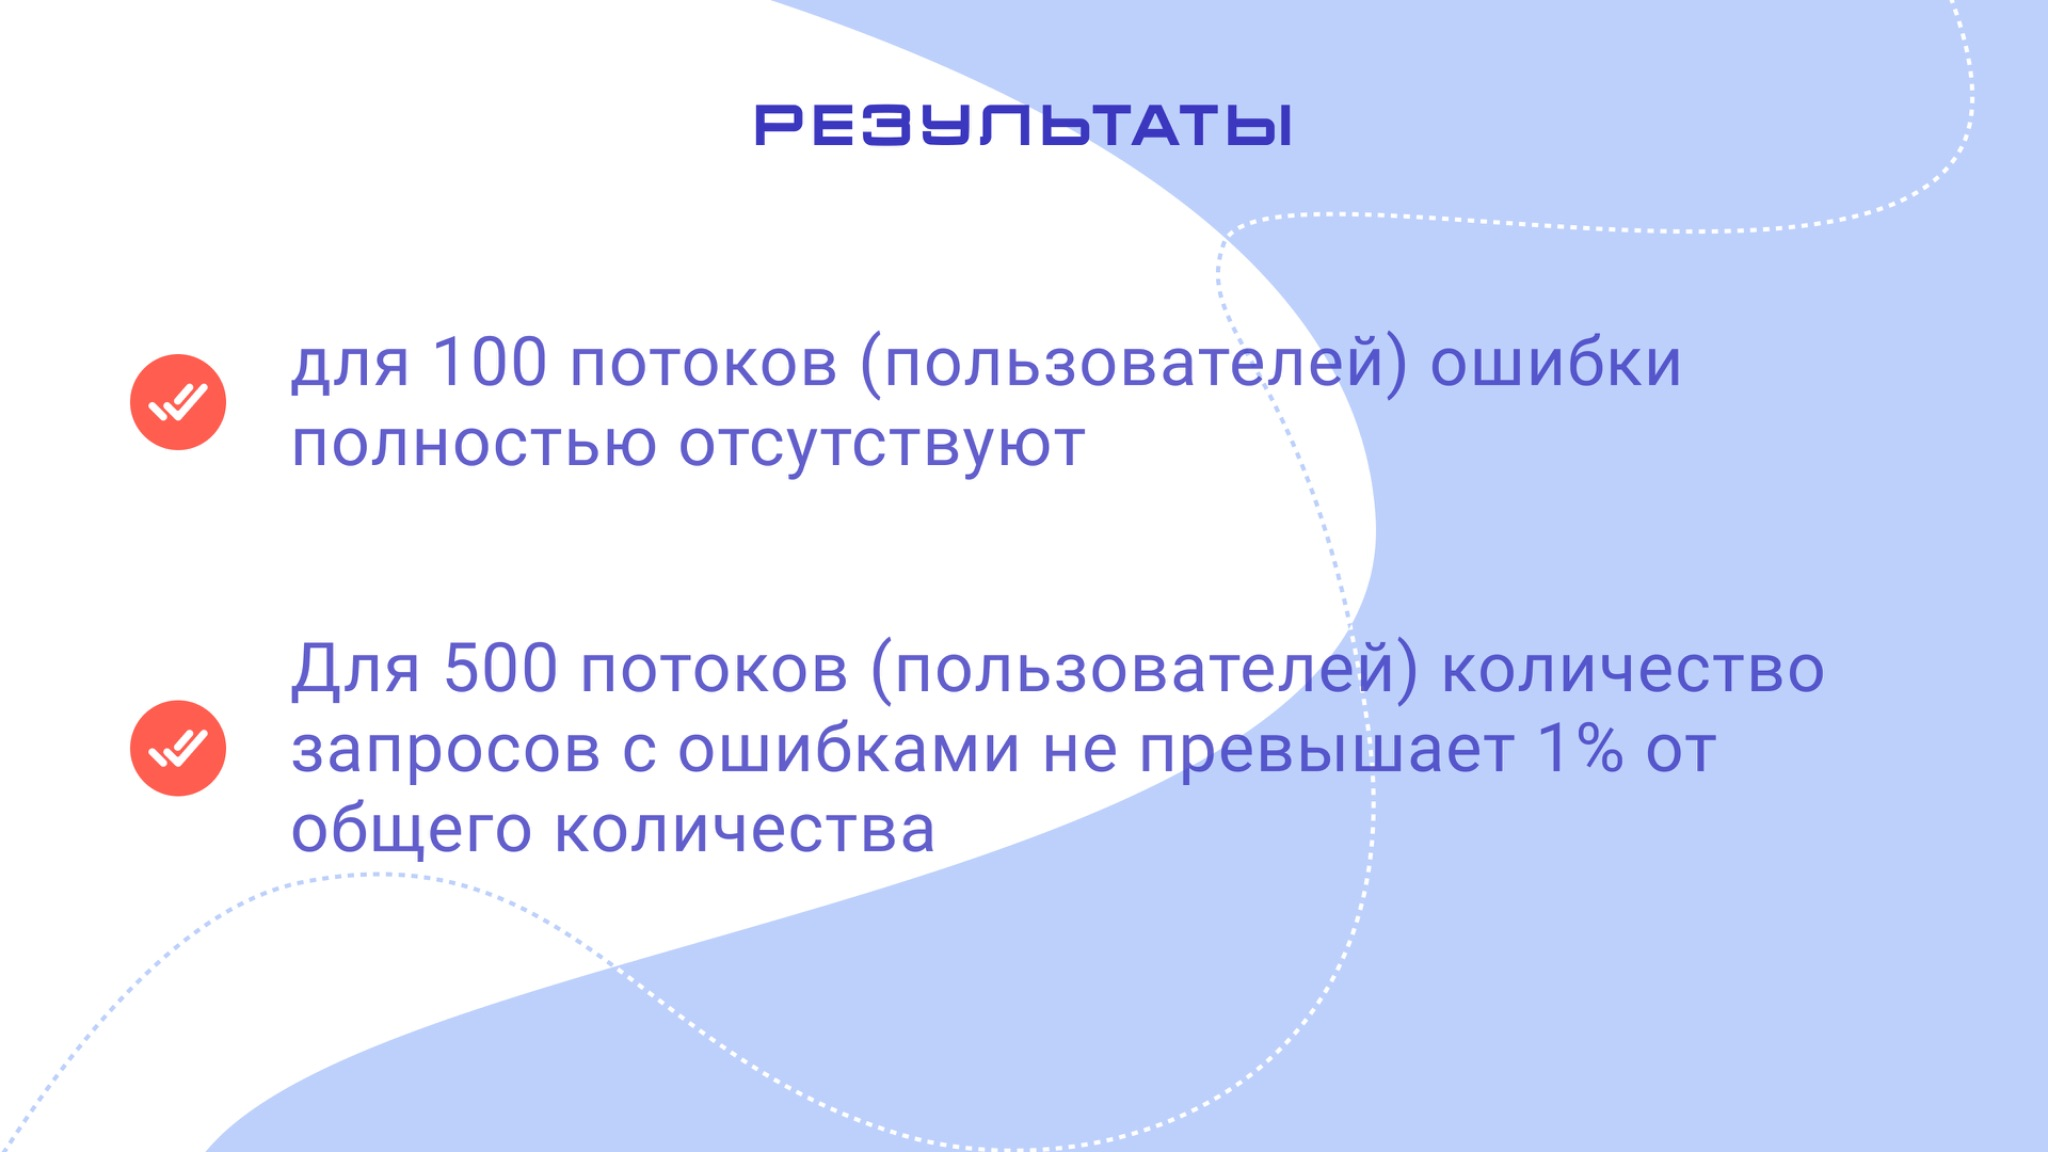 РЕЗУЛЬТАТЫ
для 100 потоков (пользователей) ошибки
полностью отсутствуют
Для 500 потоков (пользователей) количество
запросов с ошибками не превышает 1% от
общего количества